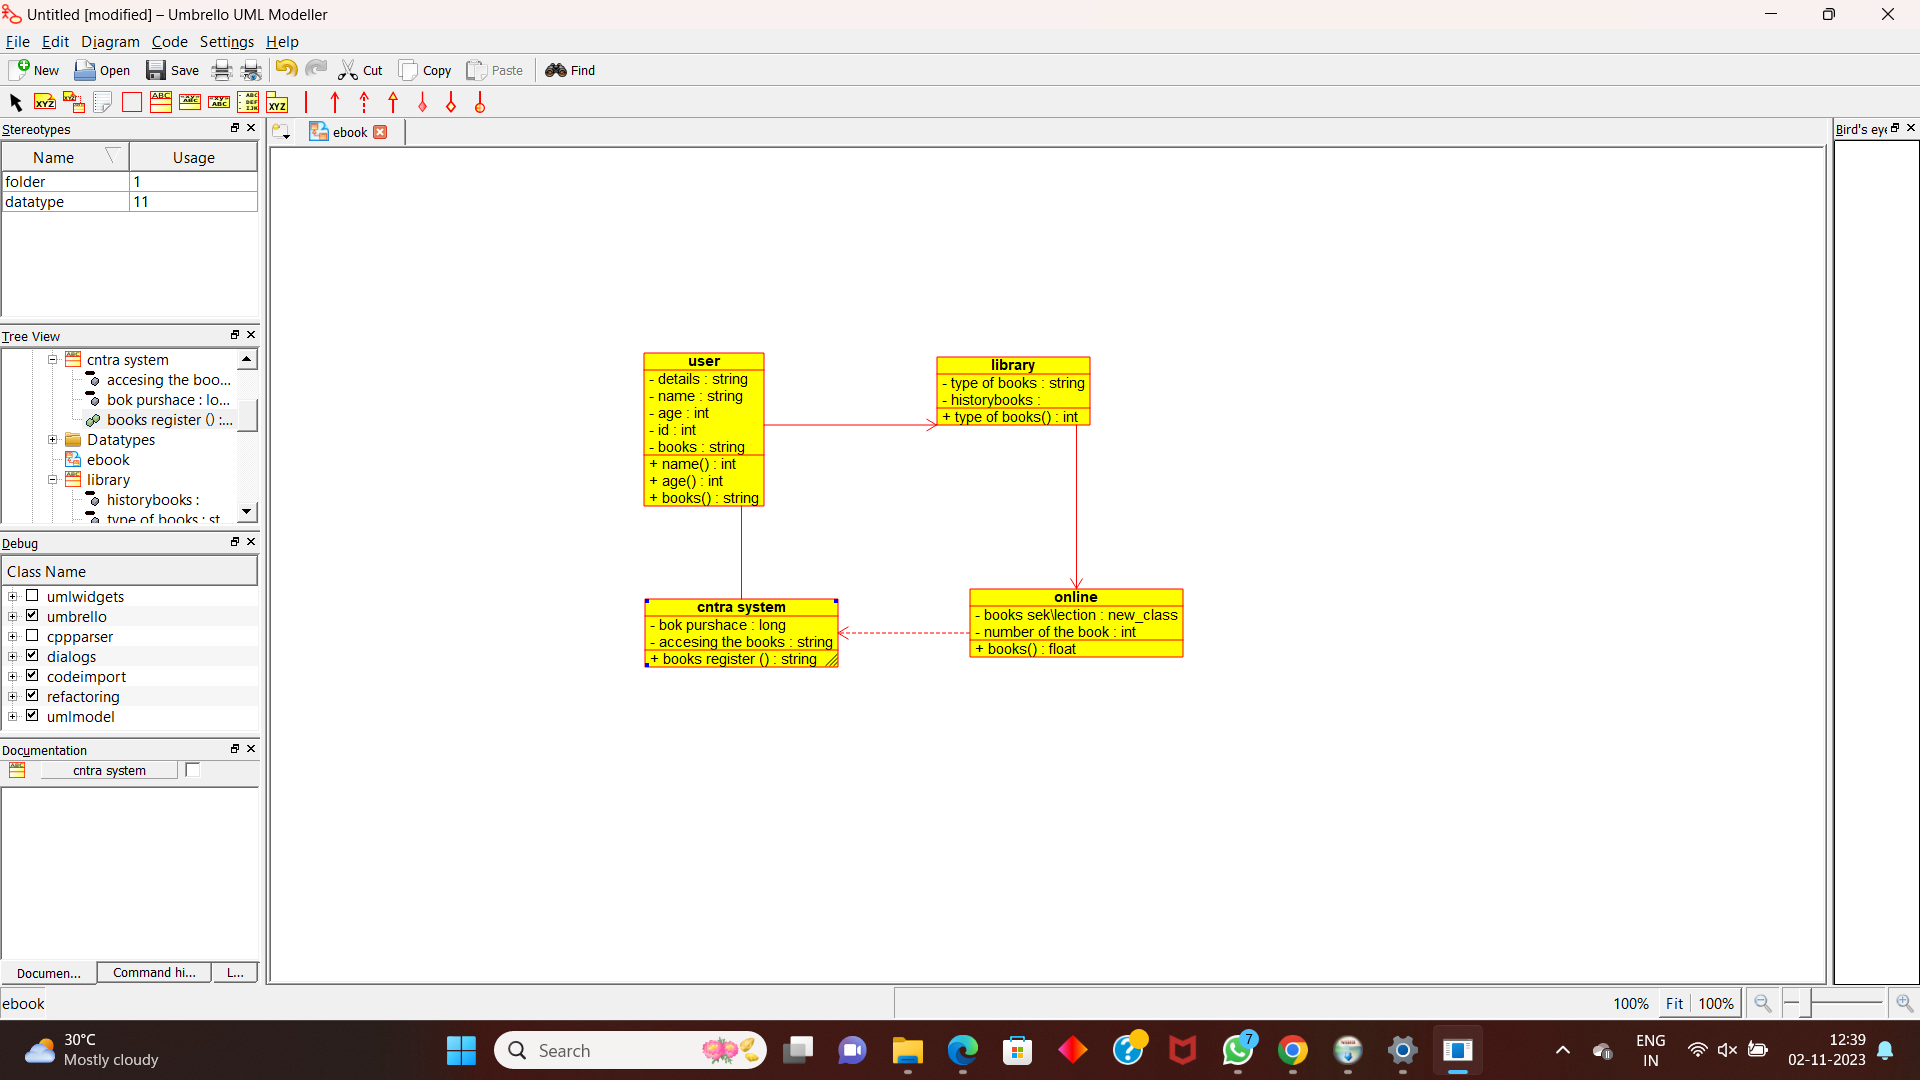 Untitled [modified] – Umbrello UML Modeller
File Edit Diagram Code Settings Help
New Open Save Cut Copy Paste Find
Stereotypes
Name Usage
folder 1
datatype 11
Tree View
cntra system
accesing the boo...
bok purshace : lo...
books register () :...
Datatypes
ebook
library
historybooks :
type of books : st
Debug
Class Name
umlwidgets
umbrello
cppparser
dialogs
codeimport
refactoring
umlmodel
Documentation
cntra system
Documen... Command hi... L...
ebook
ebook
user
- details : string
- name : string
- age : int
- id : int
- books : string
+ name() : int
+ age() : int
+ books() : string
library
- type of books : string
- historybooks :
+ type of books() : int
cntra system
- bok purshace : long
- accesing the books : string
+ books register () : string
online
- books sek\lection : new_class
- number of the book : int
+ books() : float
Bird's eye
100% Fit 100%
30°C
Mostly cloudy
Search
7
ENG
IN
12:39
02-11-2023